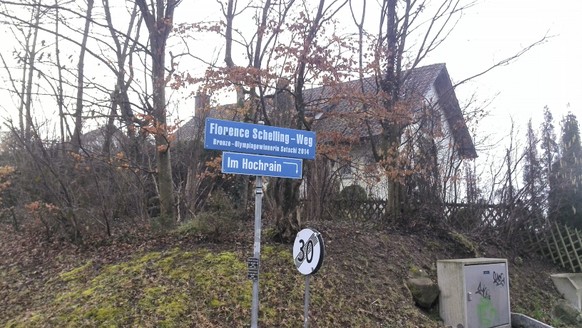 Florence Schelling-Weg
Bronze-Olympiagewinnerin Sotschi 2014
Im Hochrain
30